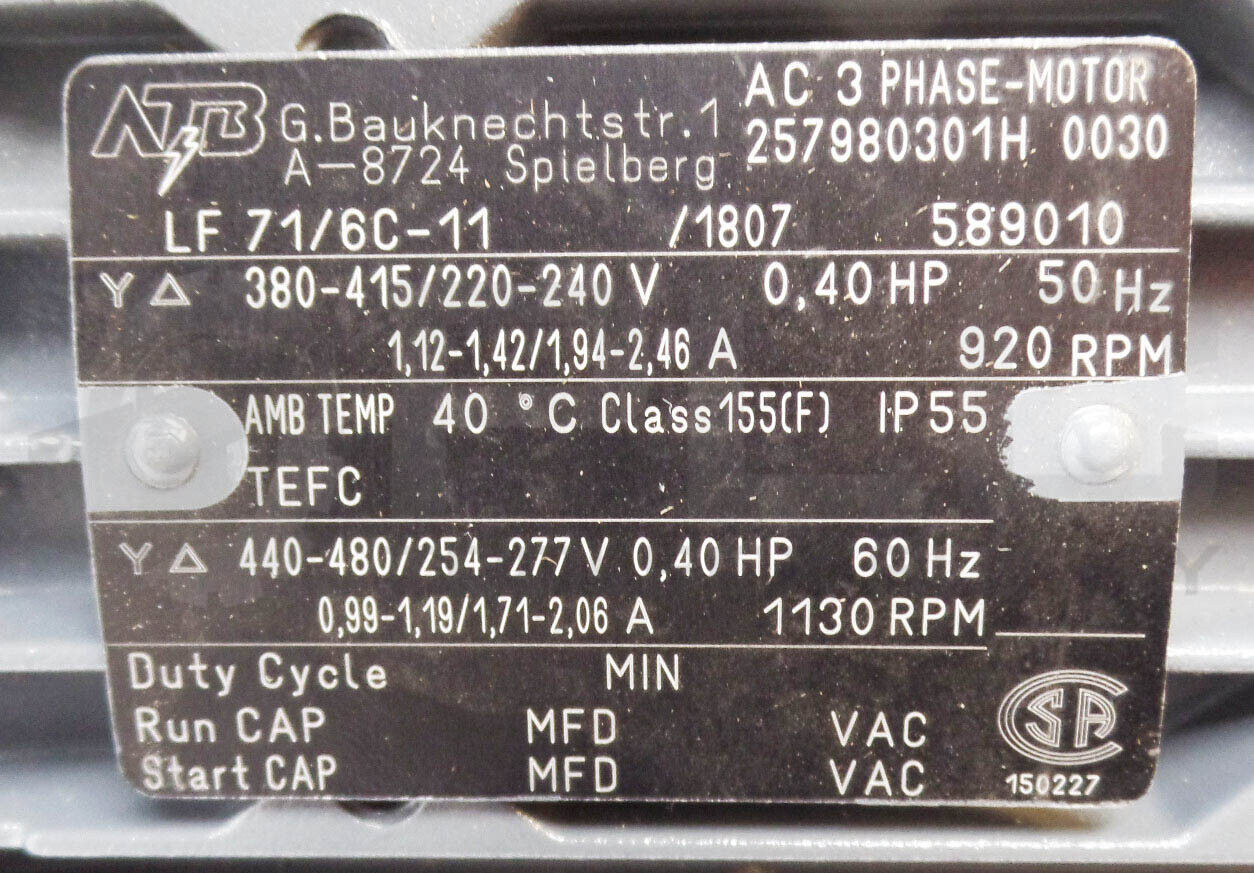 ATB
AC 3 PHASE-MOTOR
G.Bauknechtstr.1
257980301H 0030
A-8724 Spielberg
LF 71/6C-11 /1807 589010
Y △ 380-415/220-240 V 0,40 HP 50 Hz
1,12-1,42/1,94-2,46 A 920 RPM
AMB TEMP 40 °C Class 155(F) IP55
TEFC
Y △ 440-480/254-277 V 0,40 HP 60 Hz
0,99-1,19/1,71-2,06 A 1130 RPM
Duty Cycle MIN
Run CAP MFD VAC
Start CAP MFD VAC
CSA
150227